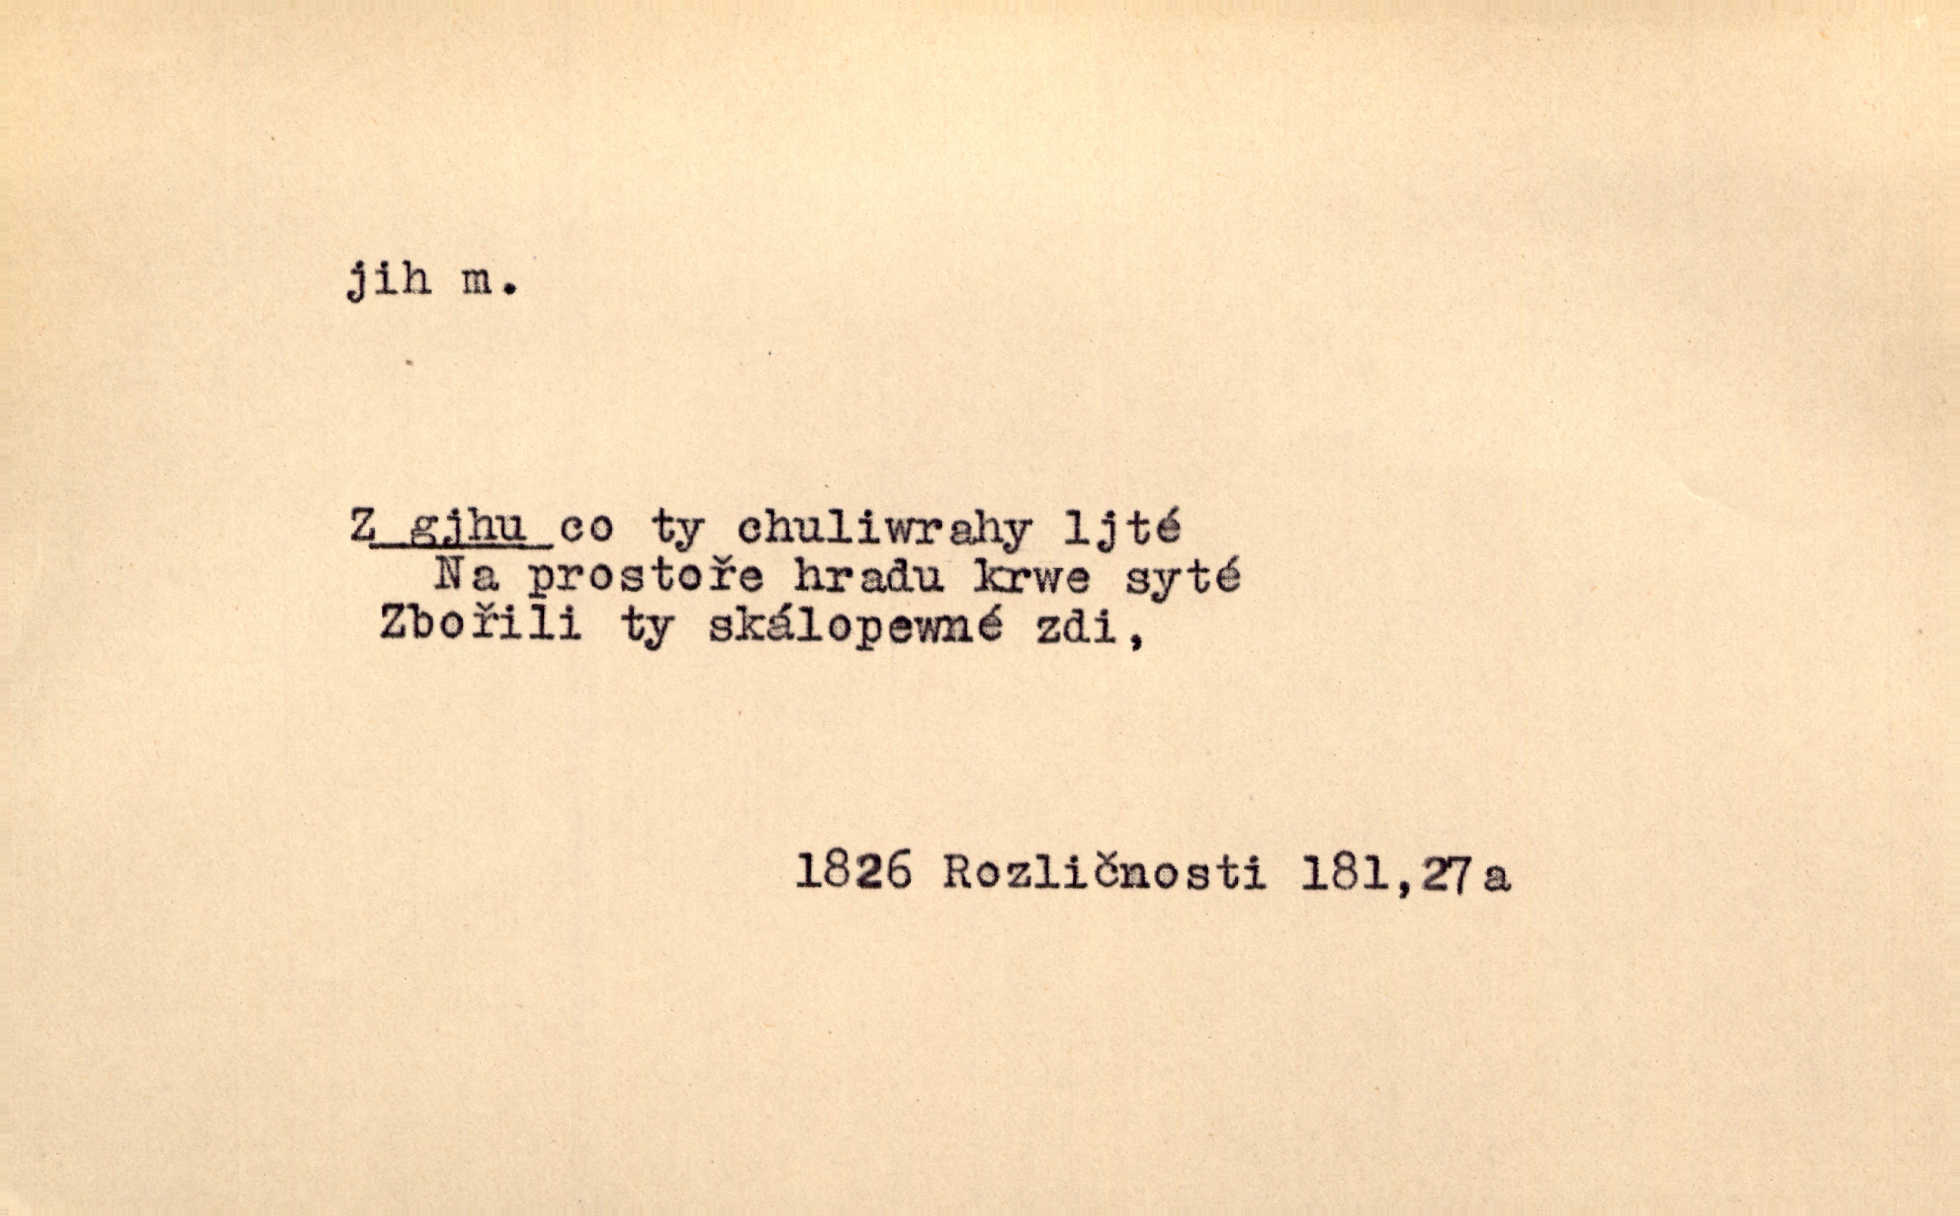 jih m.
Z gjhu co ty chuliwrahy ljté
Na prostoře hradu krwe syté
Zbořili ty skálopewné zdi,
1826 Rozličnosti 181,27a